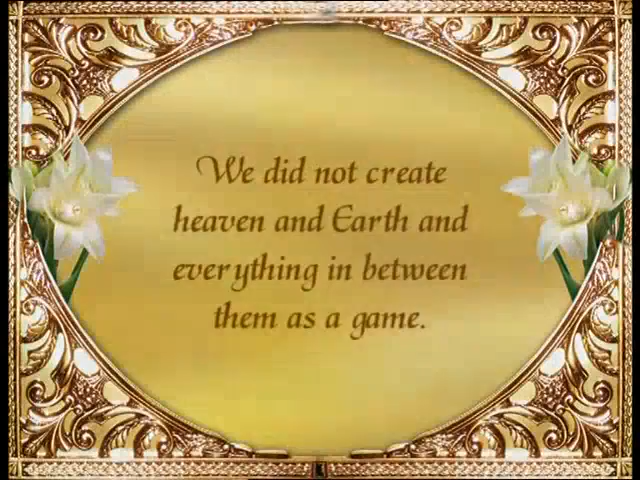 We did not create
heaven and Earth and
everything in between
them as a game.